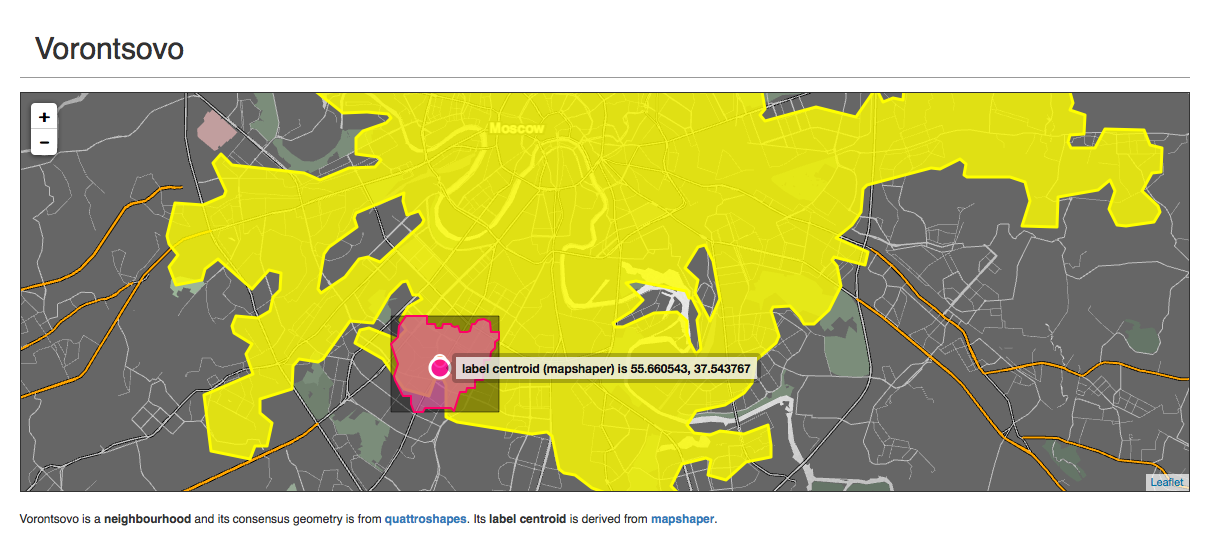 Vorontsovo
+
−
Moscow
label centroid (mapshaper) is 55.660543, 37.543767
Leaflet
Vorontsovo is a neighbourhood and its consensus geometry is from quattroshapes. Its label centroid is derived from mapshaper.